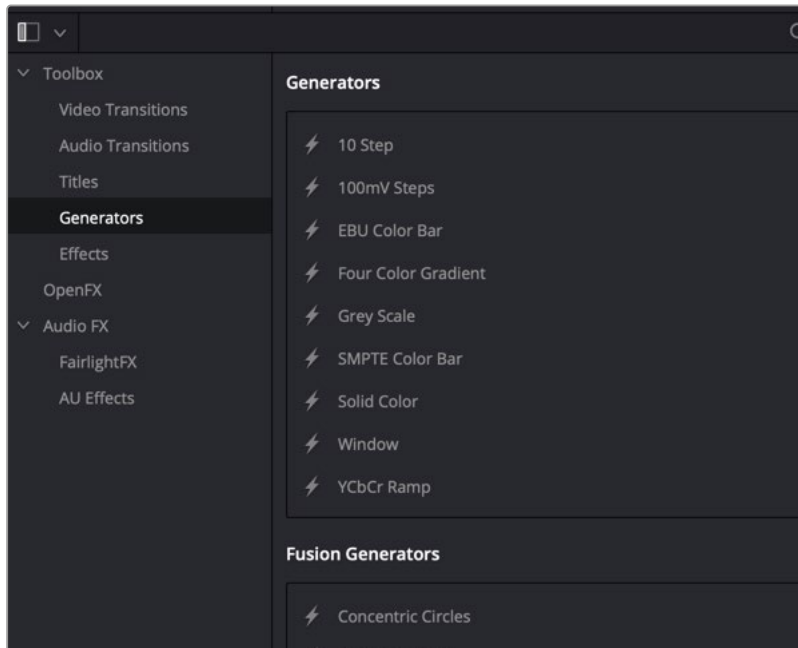 Toolbox
Video Transitions
Audio Transitions
Titles
Generators
Effects
OpenFX
Audio FX
FairlightFX
AU Effects
Generators
10 Step
100mV Steps
EBU Color Bar
Four Color Gradient
Grey Scale
SMPTE Color Bar
Solid Color
Window
YCbCr Ramp
Fusion Generators
Concentric Circles